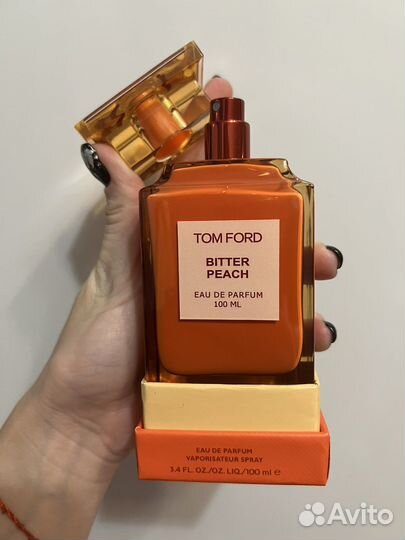 TOM FORD
BITTER
PEACH
EAU DE PARFUM
100 ML
EAU DE PARFUM
VAPORISATEUR SPRAY
3.4 FL. OZ./OZ. LIQ./100 ml e
Avito